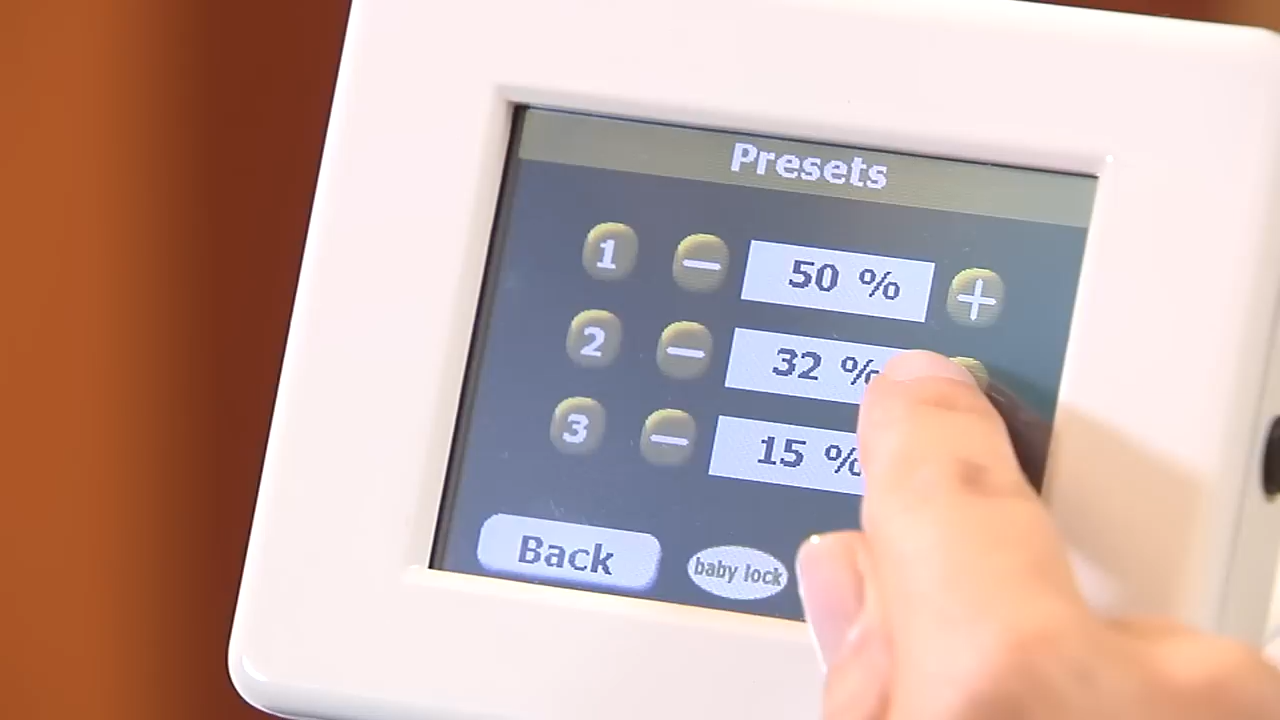 Presets
1 − 50 % +
2 − 32 %
3 − 15 %
Back baby lock